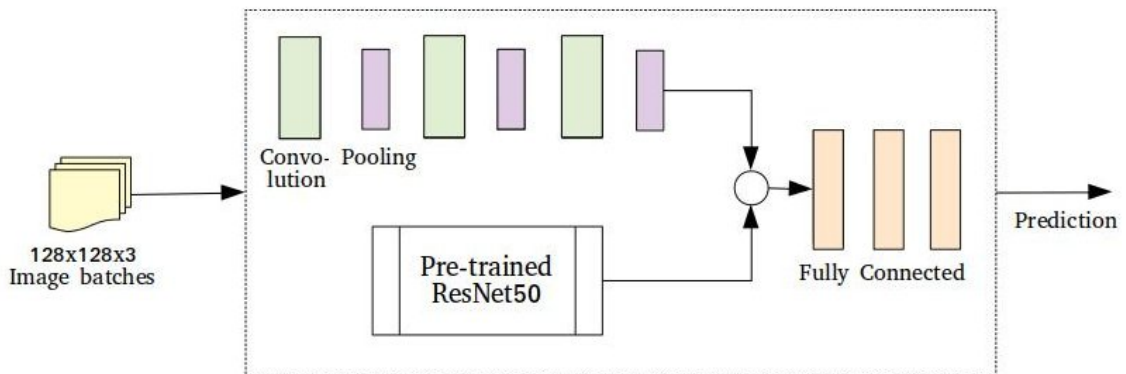 Convo-
lution
Pooling
128x128x3
Image batches
Pre-trained
ResNet50
Fully Connected
Prediction